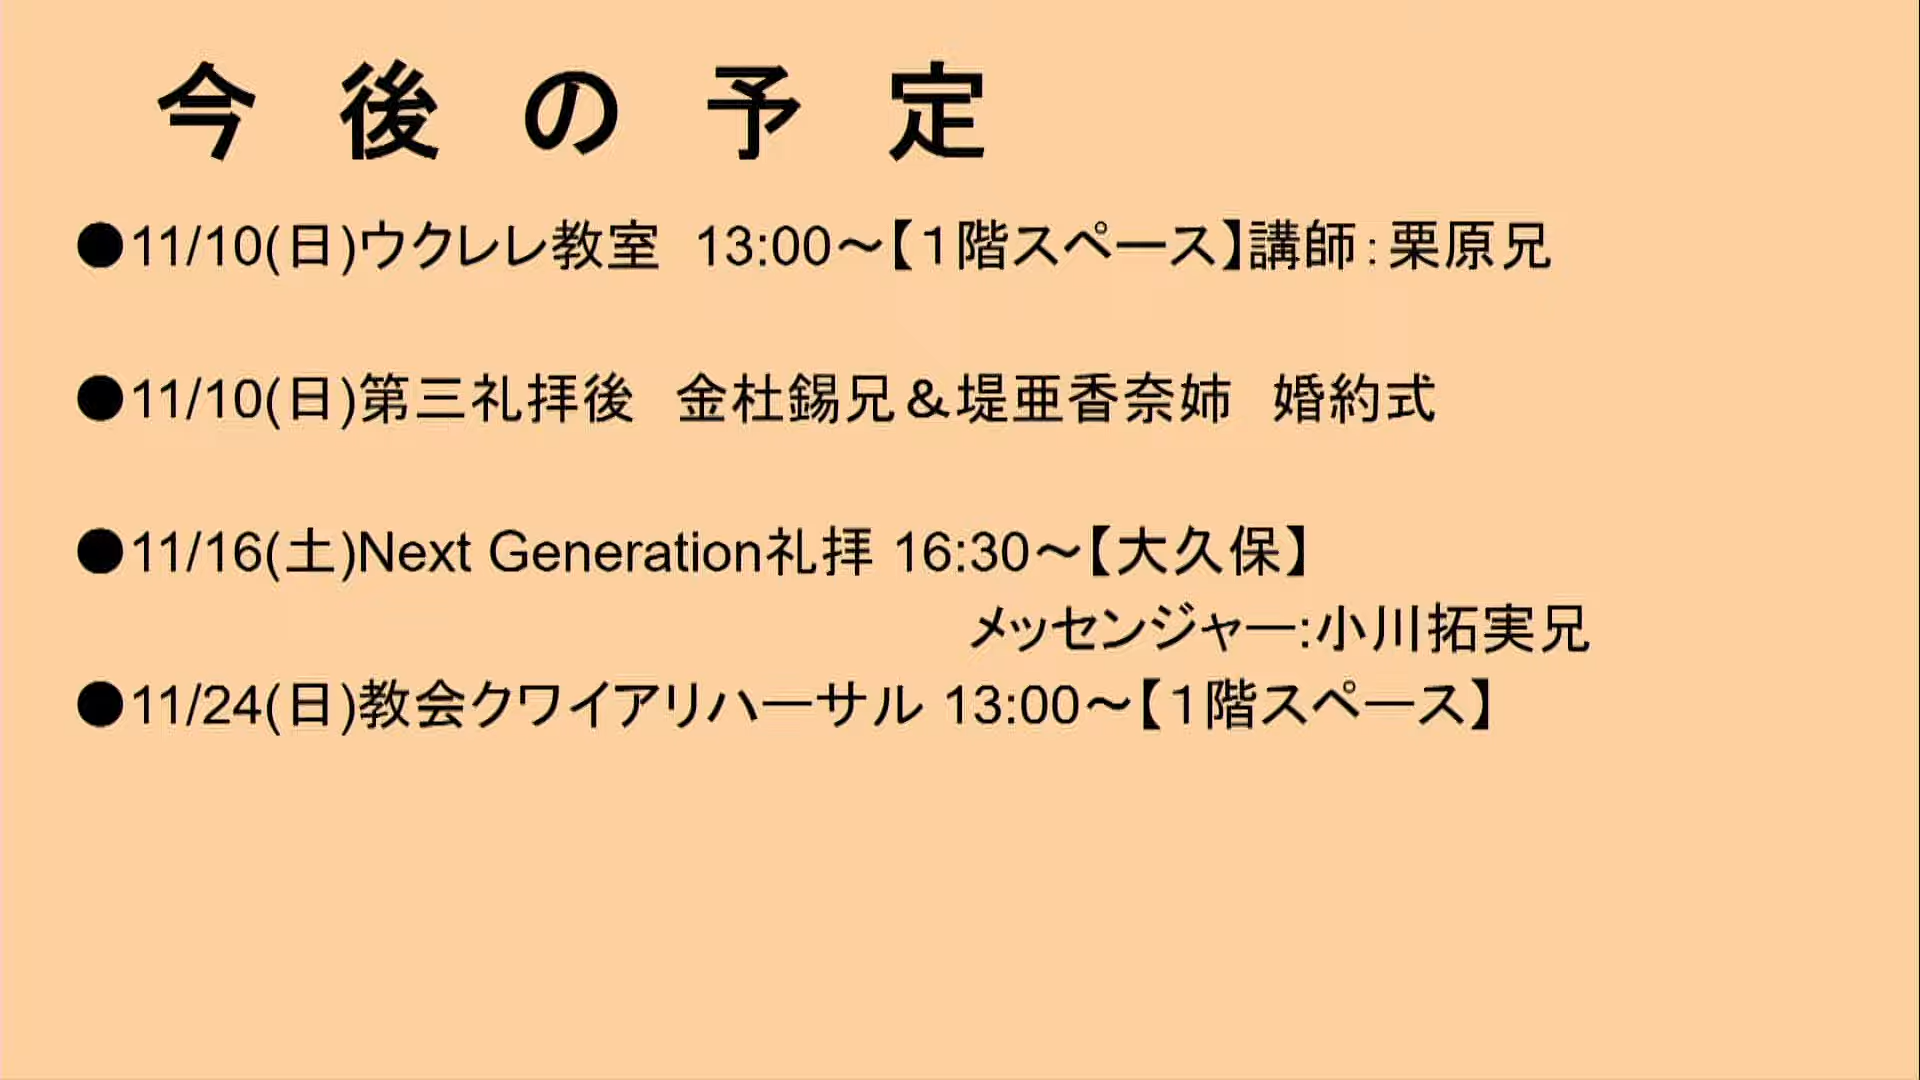 今後の予定
●11/10(日)ウクレレ教室 13:00～【１階スペース】講師：栗原兄
●11/10(日)第三礼拝後　金杜錫兄＆堤亜香奈姉　婚約式
●11/16(土)Next Generation礼拝 16:30～【大久保】
メッセンジャー:小川拓実兄
●11/24(日)教会クワイアリハーサル 13:00～【１階スペース】